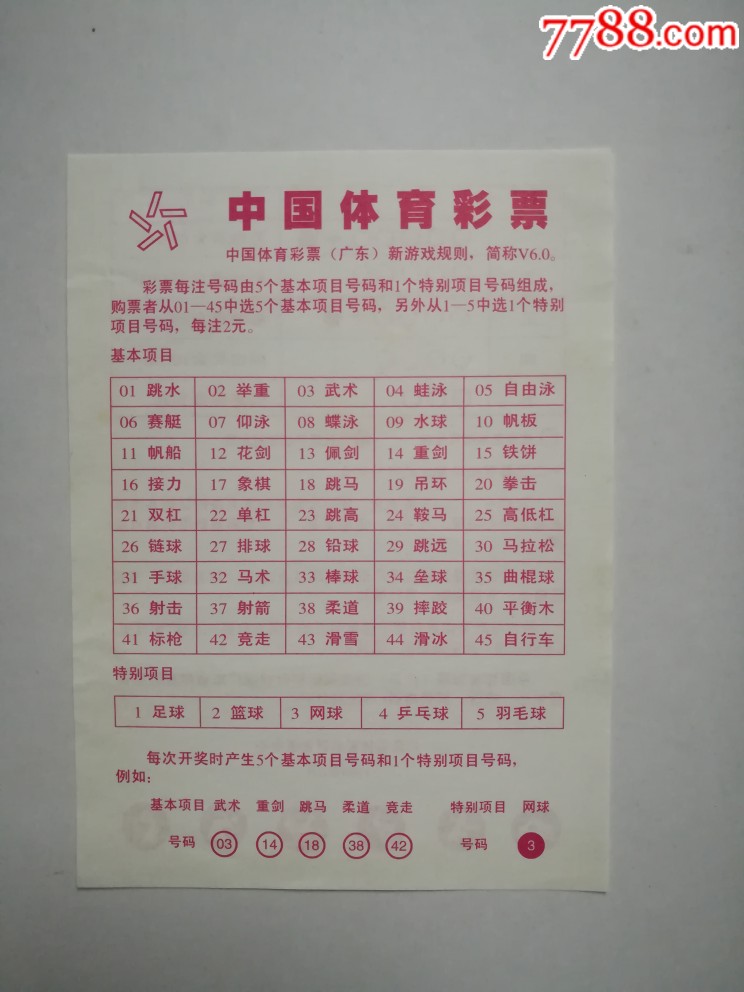 7788.com
中国体育彩票
中国体育彩票（广东）新游戏规则，简称V6.0。
彩票每注号码由5个基本项目号码和1个特别项目号码组成，
购票者从01—45中选5个基本项目号码，另外从1—5中选1个特别
项目号码，每注2元。
基本项目
01 跳水 02 举重 03 武术 04 蛙泳 05 自由泳
06 赛艇 07 仰泳 08 蝶泳 09 水球 10 帆板
11 帆船 12 花剑 13 佩剑 14 重剑 15 铁饼
16 接力 17 象棋 18 跳马 19 吊环 20 拳击
21 双杠 22 单杠 23 跳高 24 鞍马 25 高低杠
26 链球 27 排球 28 铅球 29 跳远 30 马拉松
31 手球 32 马术 33 棒球 34 垒球 35 曲棍球
36 射击 37 射箭 38 柔道 39 摔跤 40 平衡木
41 标枪 42 竞走 43 滑雪 44 滑冰 45 自行车
特别项目
1 足球 2 篮球 3 网球 4 乒乓球 5 羽毛球
每次开奖时产生5个基本项目号码和1个特别项目号码，
例如：
基本项目 武术 重剑 跳马 柔道 竞走 特别项目 网球
号码 03 14 18 38 42 号码 3